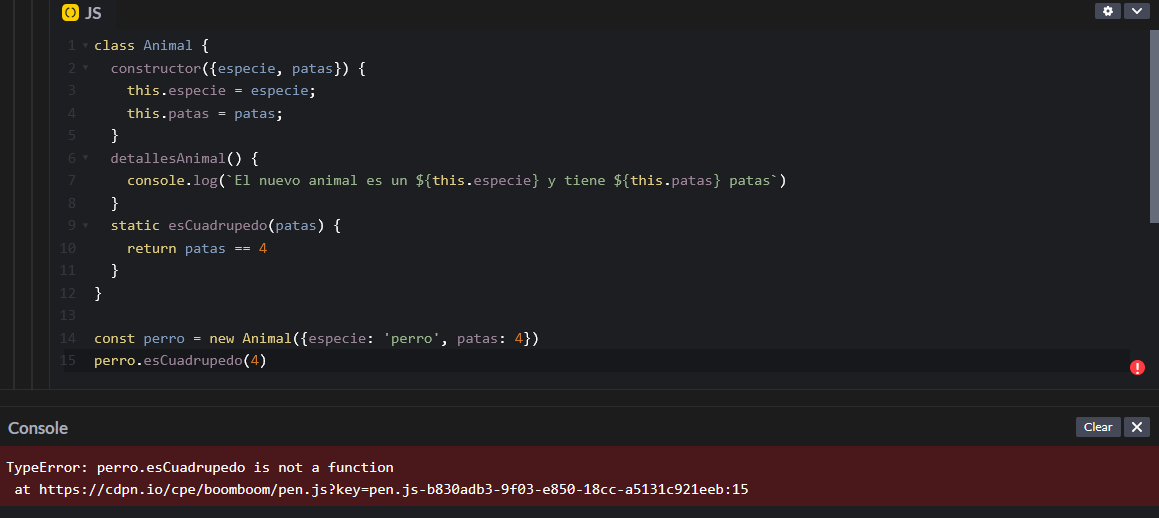 JS
1 class Animal {
2 constructor({especie, patas}) {
3 this.especie = especie;
4 this.patas = patas;
5 }
6 detallesAnimal() {
7 console.log(`El nuevo animal es un ${this.especie} y tiene ${this.patas} patas`)
8 }
9 static esCuadrupedo(patas) {
10 return patas == 4
11 }
12 }
13
14 const perro = new Animal({especie: 'perro', patas: 4})
15 perro.esCuadrupedo(4)
Console Clear
TypeError: perro.esCuadrupedo is not a function
at https://cdpn.io/cpe/boomboom/pen.js?key=pen.js-b830adb3-9f03-e850-18cc-a5131c921eeb:15